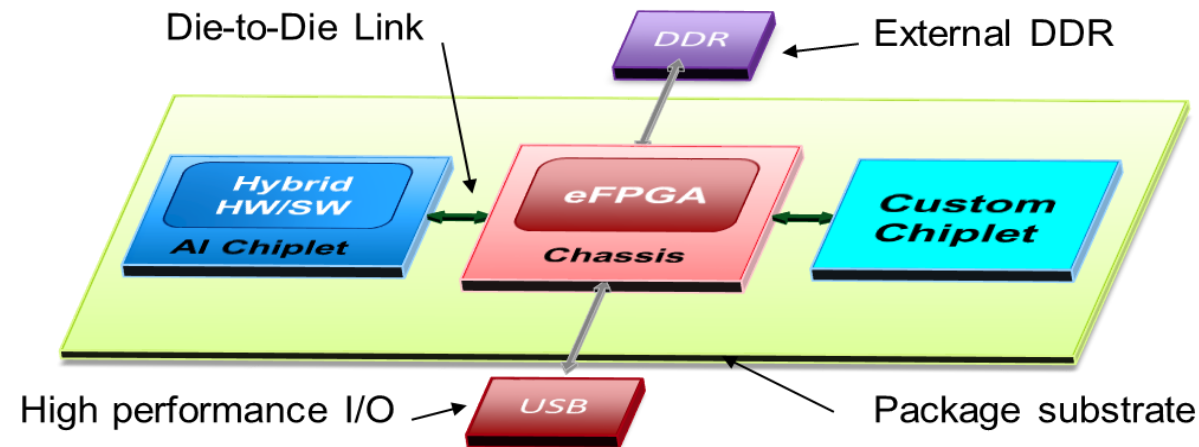 Die-to-Die Link
DDR
External DDR
Hybrid
HW/SW
AI Chiplet
eFPGA
Chassis
Custom
Chiplet
High performance I/O
USB
Package substrate